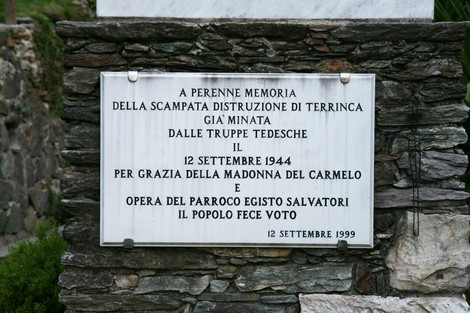 A PERENNE MEMORIA
DELLA SCAMPATA DISTRUZIONE DI TERRINCA
GIA' MINATA
DALLE TRUPPE TEDESCHE
IL
12 SETTEMBRE 1944
PER GRAZIA DELLA MADONNA DEL CARMELO
E
OPERA DEL PARROCO EGISTO SALVATORI
IL POPOLO FECE VOTO
12 SETTEMBRE 1999